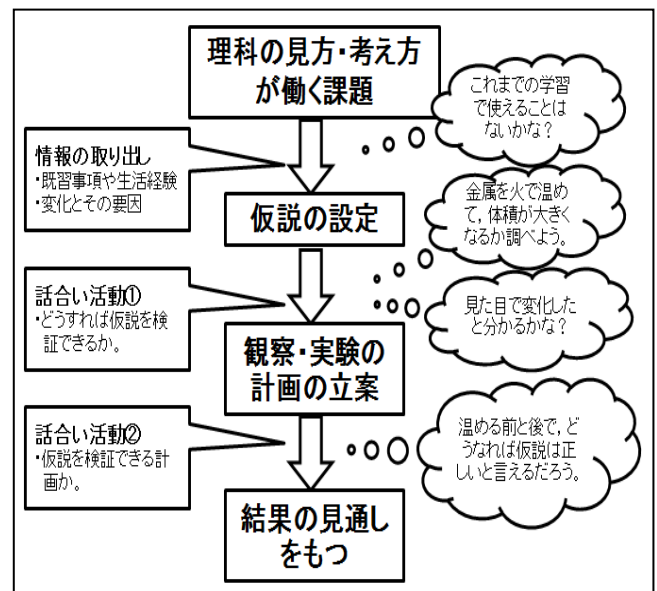 理科の見方・考え方
が働く課題
これまでの学習
で使えることは
ないかな？
情報の取り出し
・既習事項や生活経験
・変化とその要因
仮説の設定
金属を火で温め
て，体積が大きく
なるか調べよう。
話合い活動①
・どうすれば仮説を検
証できるか。
見た目で変化した
と分かるかな？
観察・実験の
計画の立案
話合い活動②
・仮説を検証できる計
画か。
温める前と後で，ど
うなれば仮説は正
しいと言えるだろう。
結果の見通し
をもつ